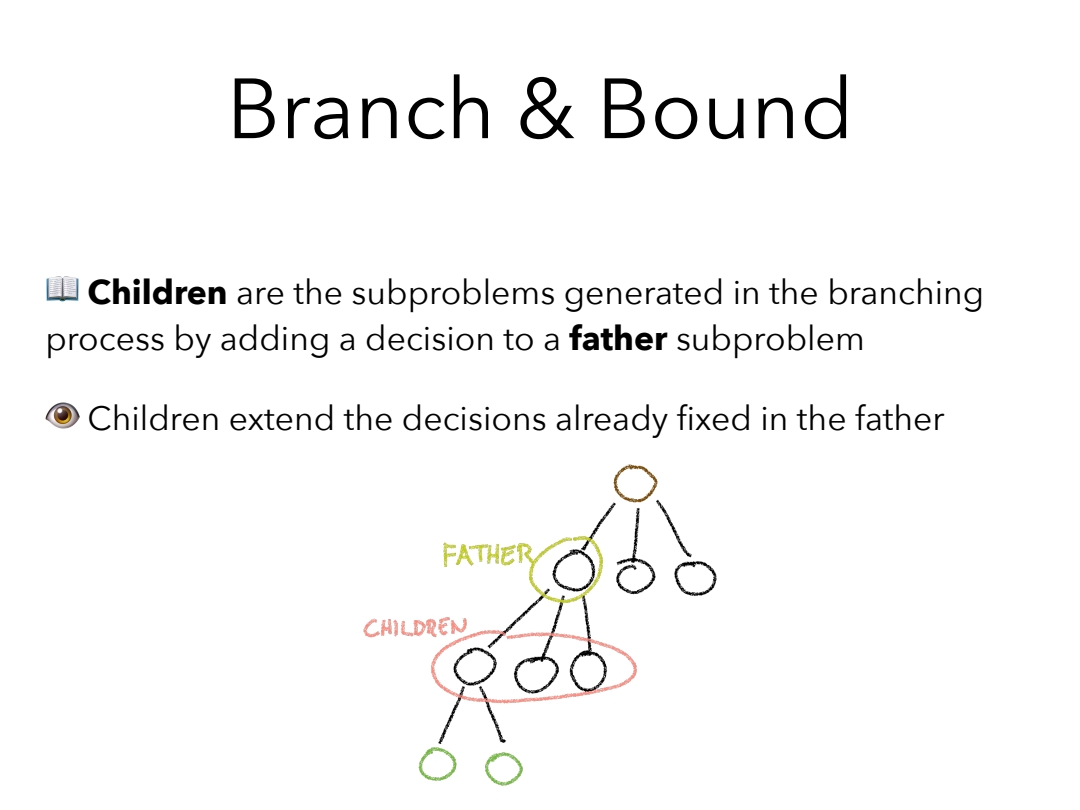 Branch & Bound
📖 Children are the subproblems generated in the branching
process by adding a decision to a father subproblem
👁 Children extend the decisions already fixed in the father
FATHER
CHILDREN